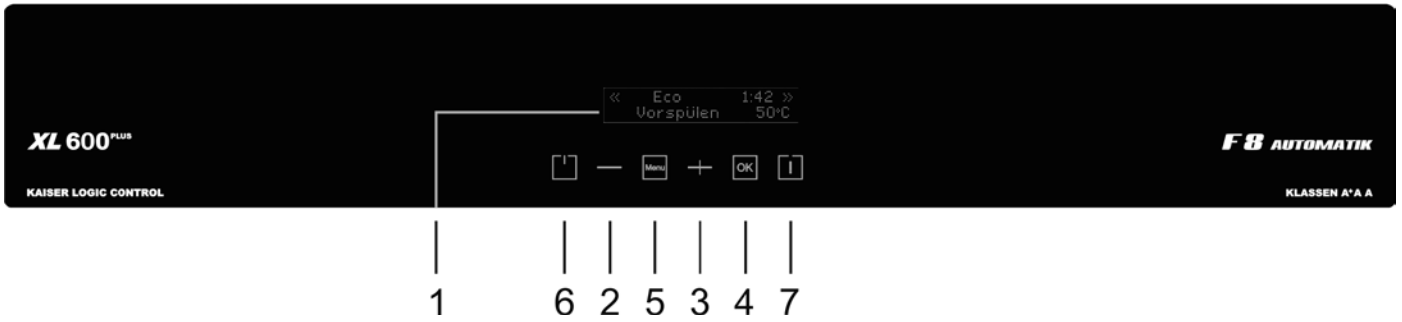 « Eco 1:42 »
Vorspülen 50°C
XL 600PLUS
F 8 AUTOMATIK
Menu OK
KAISER LOGIC CONTROL
KLASSEN A+A A
1 6 2 5 3 4 7